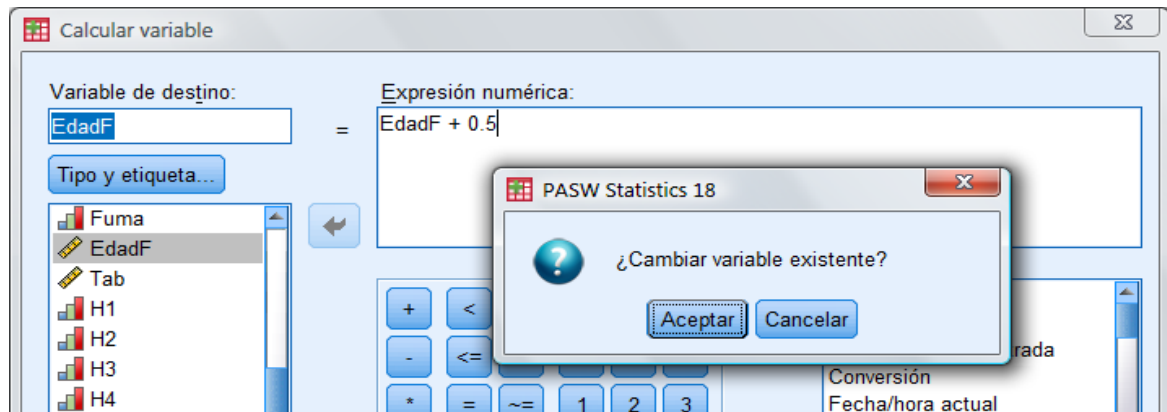 Calcular variable
Variable de destino:
Expresión numérica:
EdadF
=
EdadF + 0.5
Tipo y etiqueta...
PASW Statistics 18
¿Cambiar variable existente?
Aceptar
Cancelar
Fuma
EdadF
Tab
H1
H2
H3
H4
+
<
-
<=
*
=
~=
1
2
3
Conversión
Fecha/hora actual